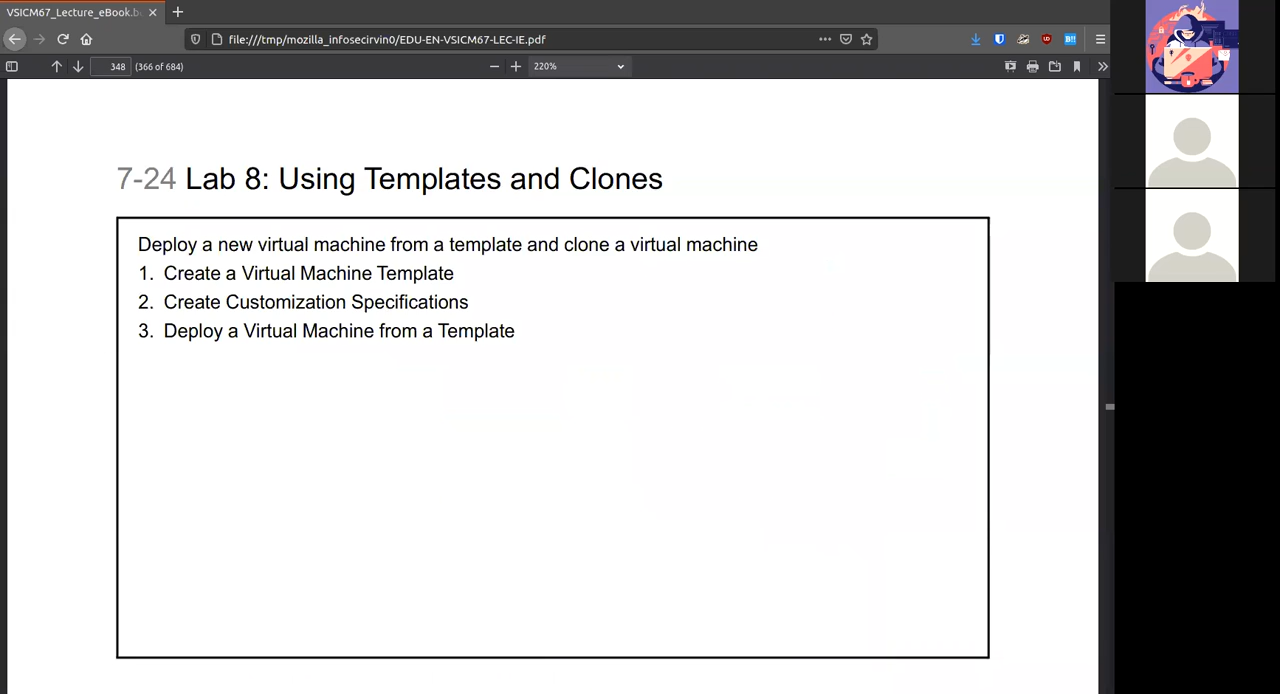 VSICM67_Lecture_eBook.b
file:///tmp/mozilla_infosecirvin0/EDU-EN-VSICM67-LEC-IE.pdf
348 (366 of 684)
220%
7-24 Lab 8: Using Templates and Clones
Deploy a new virtual machine from a template and clone a virtual machine
1. Create a Virtual Machine Template
2. Create Customization Specifications
3. Deploy a Virtual Machine from a Template